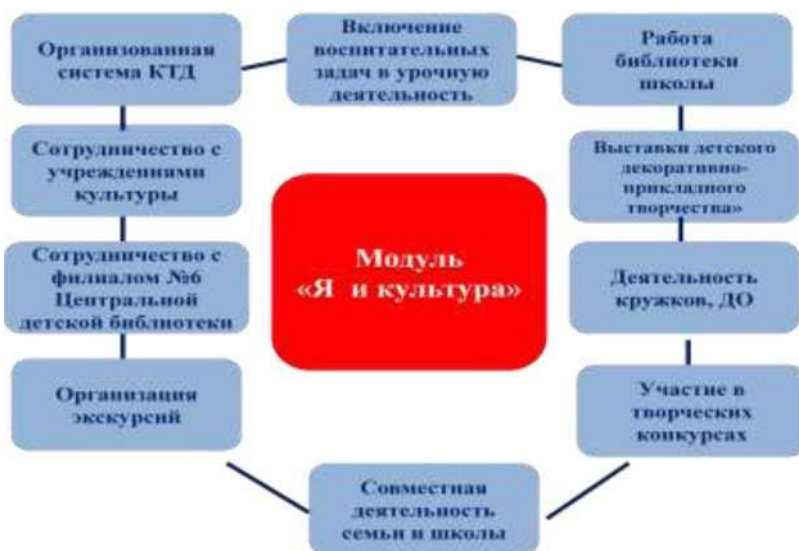 Организованная
система КТД
Включение
воспитательных
задач в урочную
деятельность
Работа
библиотеки
школы
Сотрудничество с
учреждениями
культуры
Выставки детского
декоративно-
прикладного
творчества»
Модуль
«Я и культура»
Сотрудничество с
филиалом №6
Центральной
детской библиотеки
Деятельность
кружков, ДО
Организация
экскурсий
Участие в
творческих
конкурсах
Совместная
деятельность
семьи и школы